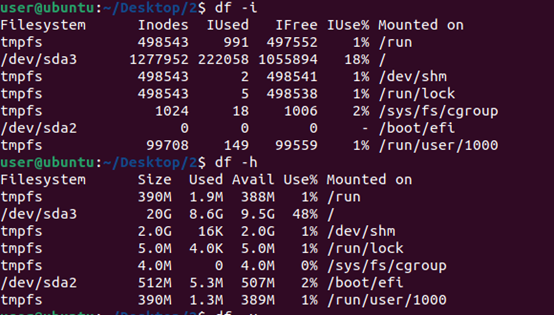 user@ubuntu:~/Desktop/2$ df -i
Filesystem      Inodes  IUsed   IFree IUse% Mounted on
tmpfs           498543    991  497552    1% /run
/dev/sda3      1277952 222058 1055894   18% /
tmpfs           498543      2  498541    1% /dev/shm
tmpfs           498543      5  498538    1% /run/lock
tmpfs             1024     18    1006    2% /sys/fs/cgroup
/dev/sda2            0      0       0     - /boot/efi
tmpfs            99708    149   99559    1% /run/user/1000
user@ubuntu:~/Desktop/2$ df -h
Filesystem      Size  Used Avail Use% Mounted on
tmpfs           390M  1.9M  388M   1% /run
/dev/sda3        20G  8.6G  9.5G  48% /
tmpfs           2.0G   16K  2.0G   1% /dev/shm
tmpfs           5.0M  4.0K  5.0M   1% /run/lock
tmpfs           4.0M     0  4.0M   0% /sys/fs/cgroup
/dev/sda2       512M  5.3M  507M   2% /boot/efi
tmpfs           390M  1.3M  389M   1% /run/user/1000
user@ubuntu:~/Desktop/2$ df